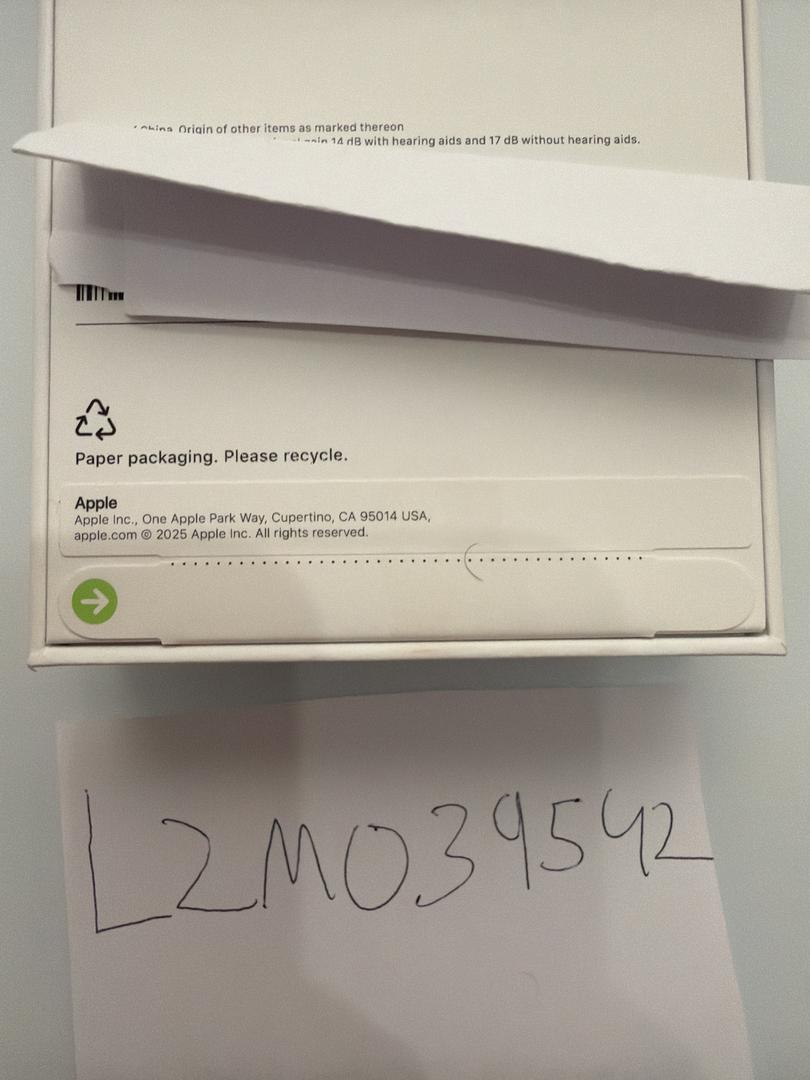 Origin of other items as marked thereon
14 dB with hearing aids and 17 dB without hearing aids.
Paper packaging. Please recycle.
Apple
Apple Inc., One Apple Park Way, Cupertino, CA 95014 USA,
apple.com © 2025 Apple Inc. All rights reserved.
LZMO39542